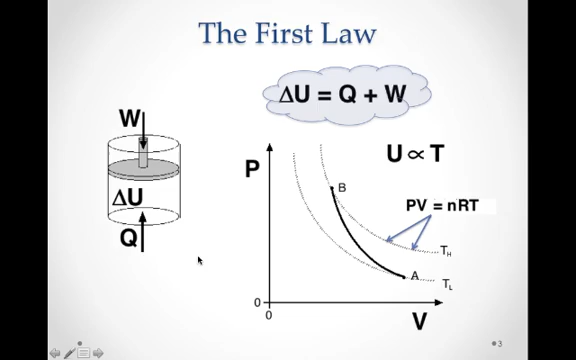 The First Law
ΔU = Q + W
W
ΔU
Q
P
U ∝ T
B
PV = nRT
T_H
A
T_L
0
0
V
3